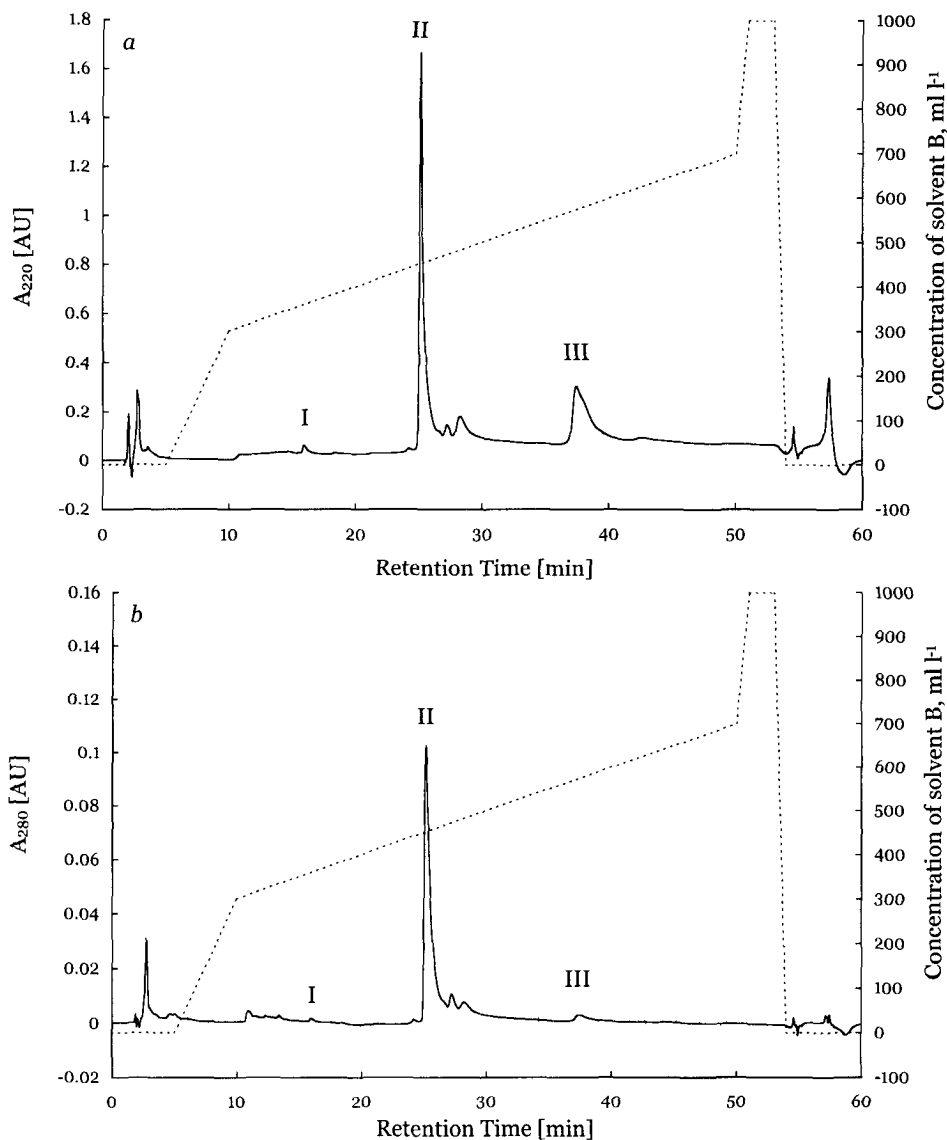 a
II
III
I
1.8
1.6
1.4
1.2
1
0.8
0.6
0.4
0.2
0
-0.2
A220 [AU]
1000
900
800
700
600
500
400
300
200
100
0
-100
Concentration of solvent B, ml l-1
0 10 20 30 40 50 60
Retention Time [min]
b
II
III
I
0.16
0.14
0.12
0.1
0.08
0.06
0.04
0.02
0
-0.02
A280 [AU]
1000
900
800
700
600
500
400
300
200
100
0
-100
Concentration of solvent B, ml l-1
0 10 20 30 40 50 60
Retention Time [min]